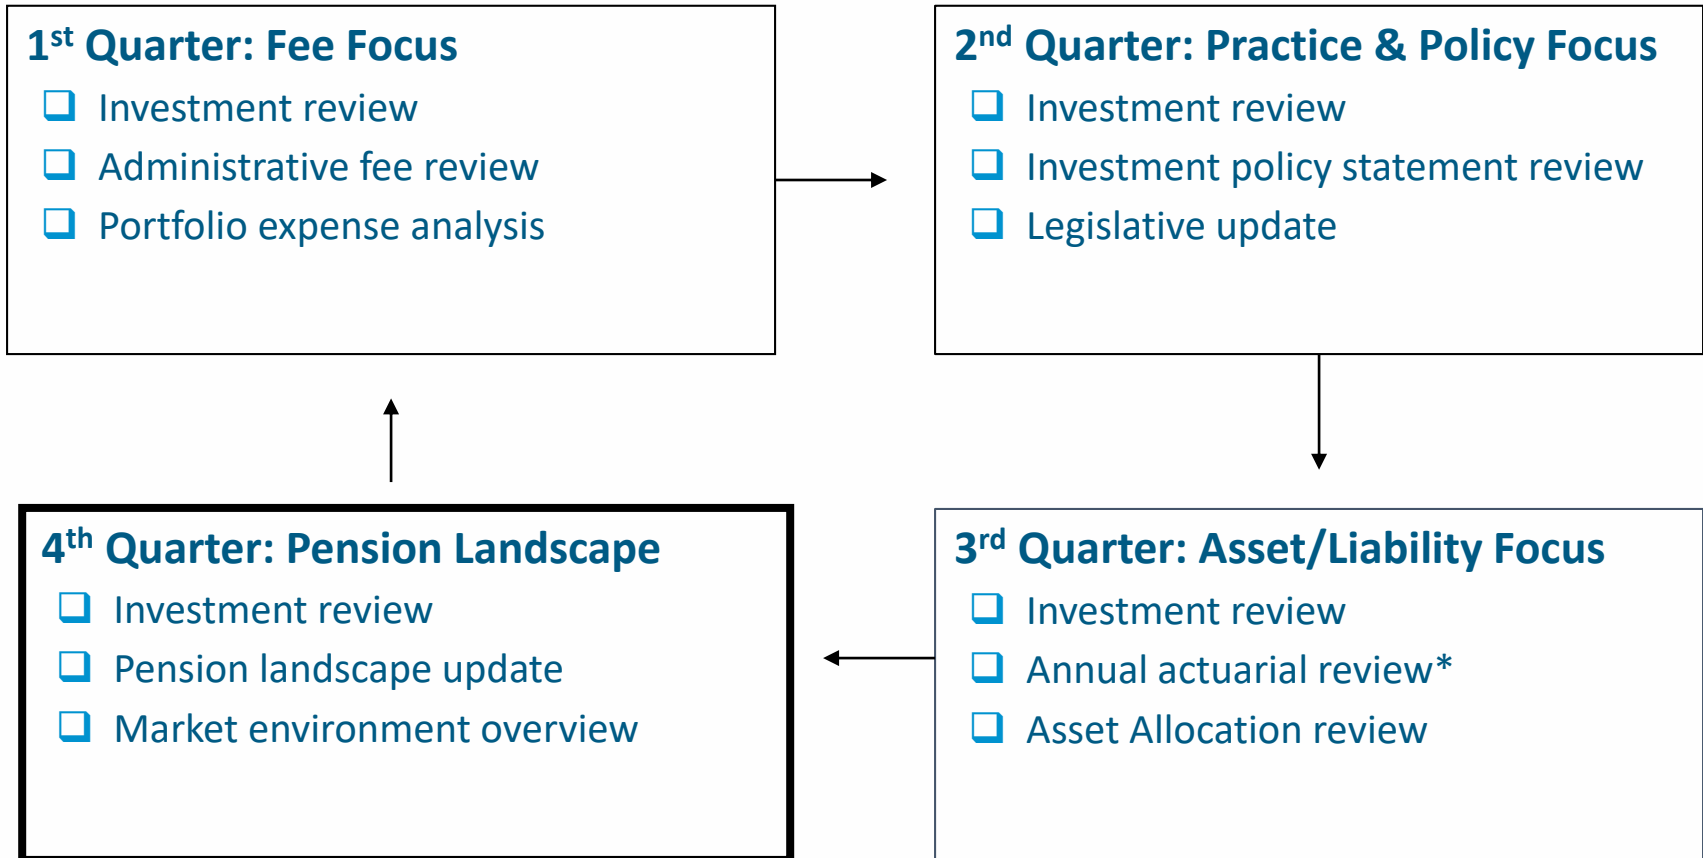 1st Quarter: Fee Focus
❑ Investment review
❑ Administrative fee review
❑ Portfolio expense analysis
2nd Quarter: Practice & Policy Focus
❑ Investment review
❑ Investment policy statement review
❑ Legislative update
3rd Quarter: Asset/Liability Focus
❑ Investment review
❑ Annual actuarial review*
❑ Asset Allocation review
4th Quarter: Pension Landscape
❑ Investment review
❑ Pension landscape update
❑ Market environment overview